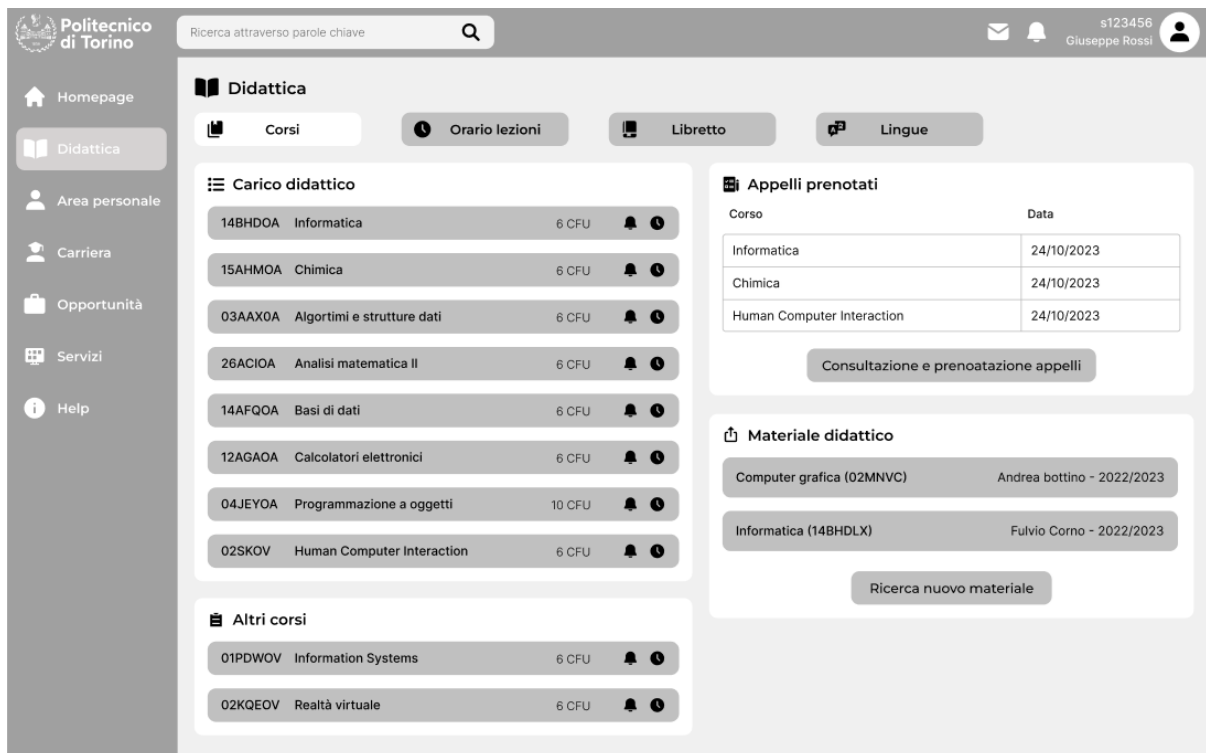 Politecnico
di Torino
Ricerca attraverso parole chiave
s123456
Giuseppe Rossi
Homepage
Didattica
Area personale
Carriera
Opportunità
Servizi
Help
Didattica
Corsi
Orario lezioni
Libretto
Lingue
Carico didattico
14BHDOA Informatica 6 CFU
15AHMOA Chimica 6 CFU
03AAX0A Algortimi e strutture dati 6 CFU
26ACIOA Analisi matematica II 6 CFU
14AFQOA Basi di dati 6 CFU
12AGAOA Calcolatori elettronici 6 CFU
04JEYOA Programmazione a oggetti 10 CFU
02SKOV Human Computer Interaction 6 CFU
Altri corsi
01PDWOV Information Systems 6 CFU
02KQEOV Realtà virtuale 6 CFU
Appelli prenotati
Corso Data
Informatica 24/10/2023
Chimica 24/10/2023
Human Computer Interaction 24/10/2023
Consultazione e prenoatazione appelli
Materiale didattico
Computer grafica (02MNVC) Andrea bottino - 2022/2023
Informatica (14BHDLX) Fulvio Corno - 2022/2023
Ricerca nuovo materiale